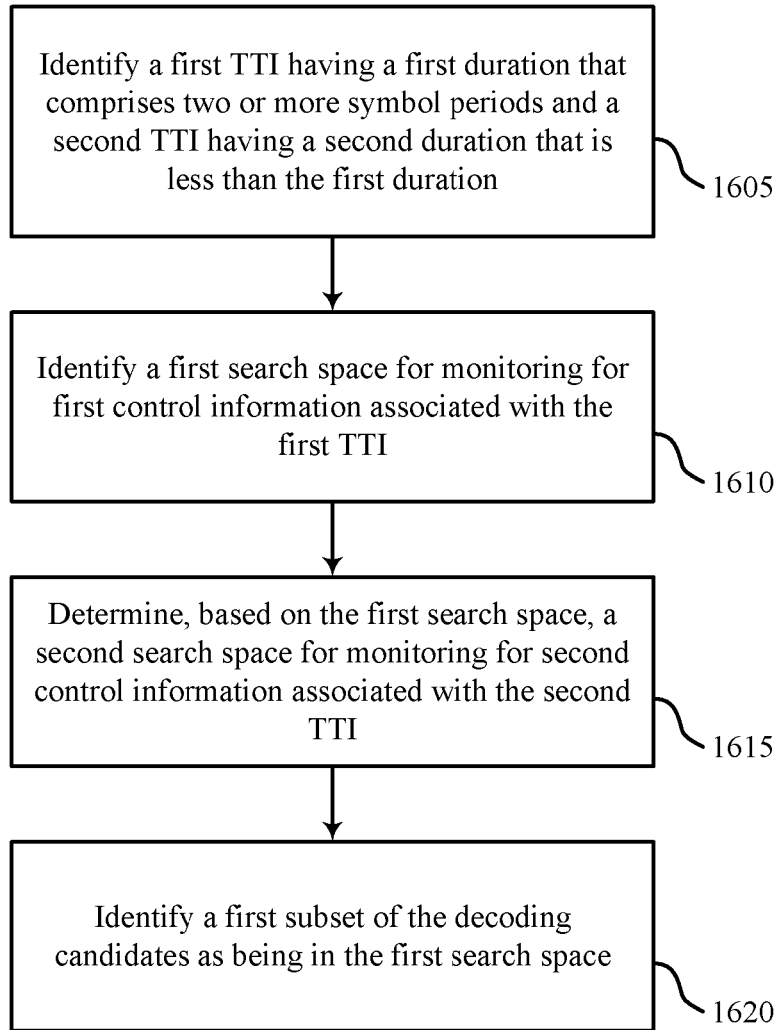 Identify a first TTI having a first duration that
comprises two or more symbol periods and a
second TTI having a second duration that is
less than the first duration
1605
Identify a first search space for monitoring for
first control information associated with the
first TTI
1610
Determine, based on the first search space, a
second search space for monitoring for second
control information associated with the second
TTI
1615
Identify a first subset of the decoding
candidates as being in the first search space
1620